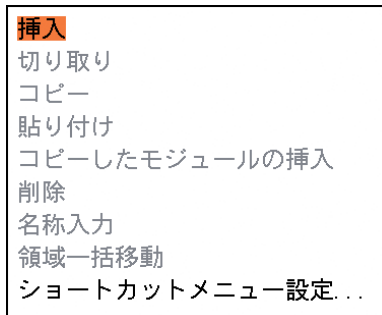 挿入
切り取り
コピー
貼り付け
コピーしたモジュールの挿入
削除
名称入力
領域一括移動
ショートカットメニュー設定...